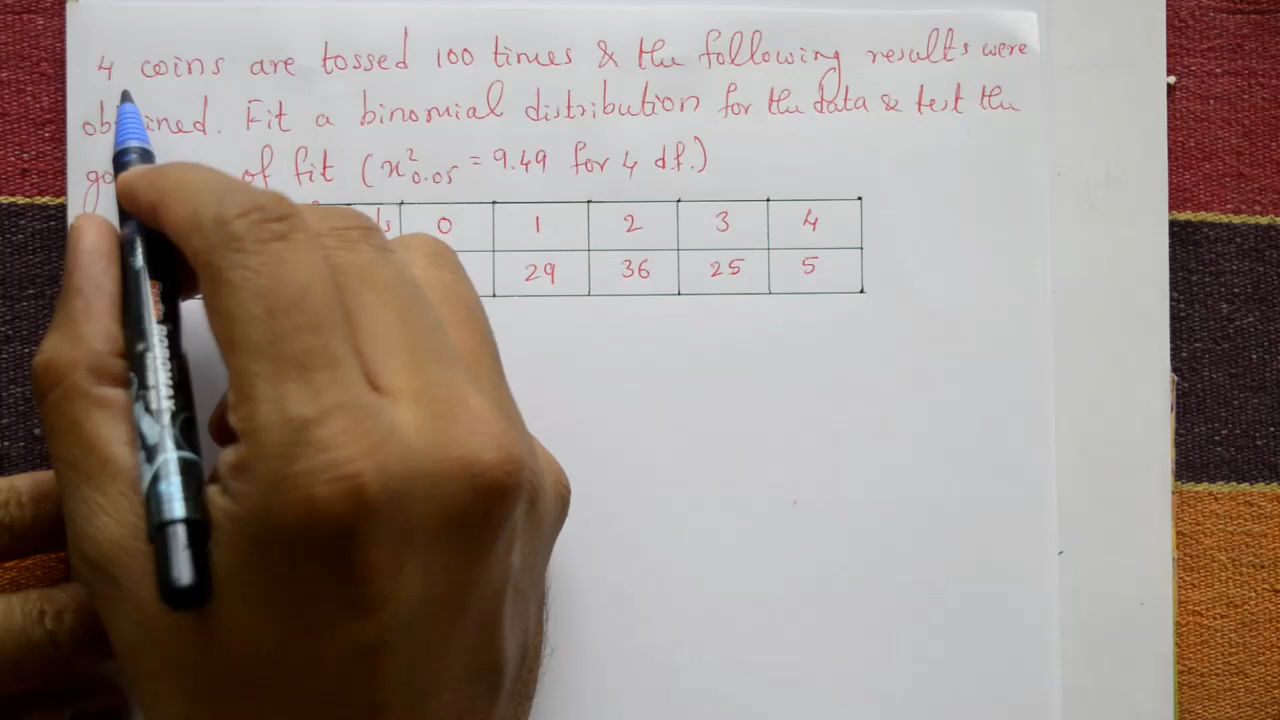 4 coins are tossed 100 times & the following results were
obtained. Fit a binomial distribution for the data & test the
of fit (x²0.05 = 9.49 for 4 d.f.)
0 1 2 3 4
29 36 25 5